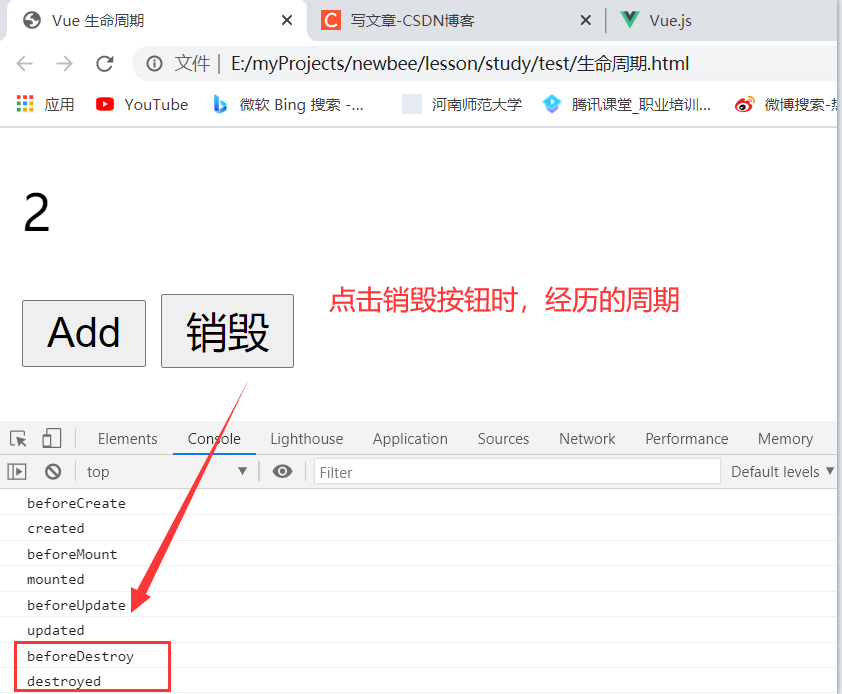 Vue 生命周期
写文章-CSDN博客
Vue.js
文件 | E:/myProjects/newbee/lesson/study/test/生命周期.html
应用 YouTube 微软 Bing 搜索 -... 河南师范大学 腾讯课堂_职业培训... 微博搜索-
2
点击销毁按钮时，经历的周期
Add 销毁
Elements Console Lighthouse Application Sources Network Performance Memory
top Filter Default levels
beforeCreate
created
beforeMount
mounted
beforeUpdate
updated
beforeDestroy
destroyed